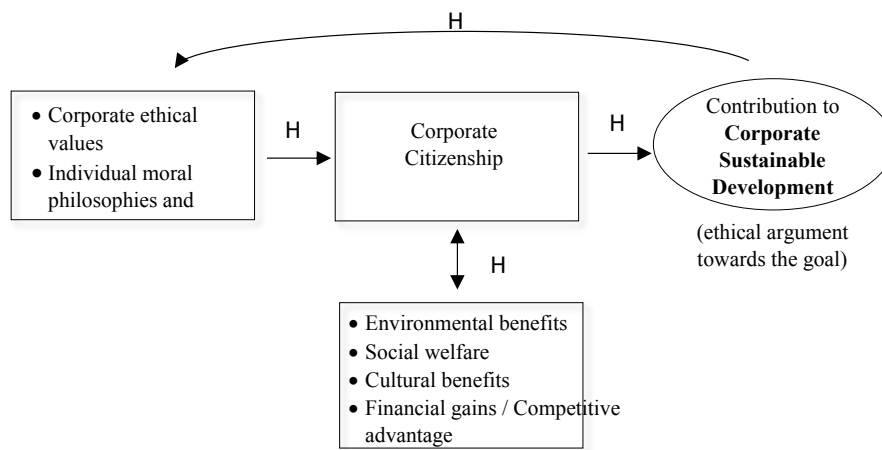 H
• Corporate ethical
values
• Individual moral
philosophies and
H
Corporate
Citizenship
H
Contribution to
Corporate
Sustainable
Development
(ethical argument
towards the goal)
H
• Environmental benefits
• Social welfare
• Cultural benefits
• Financial gains / Competitive
advantage